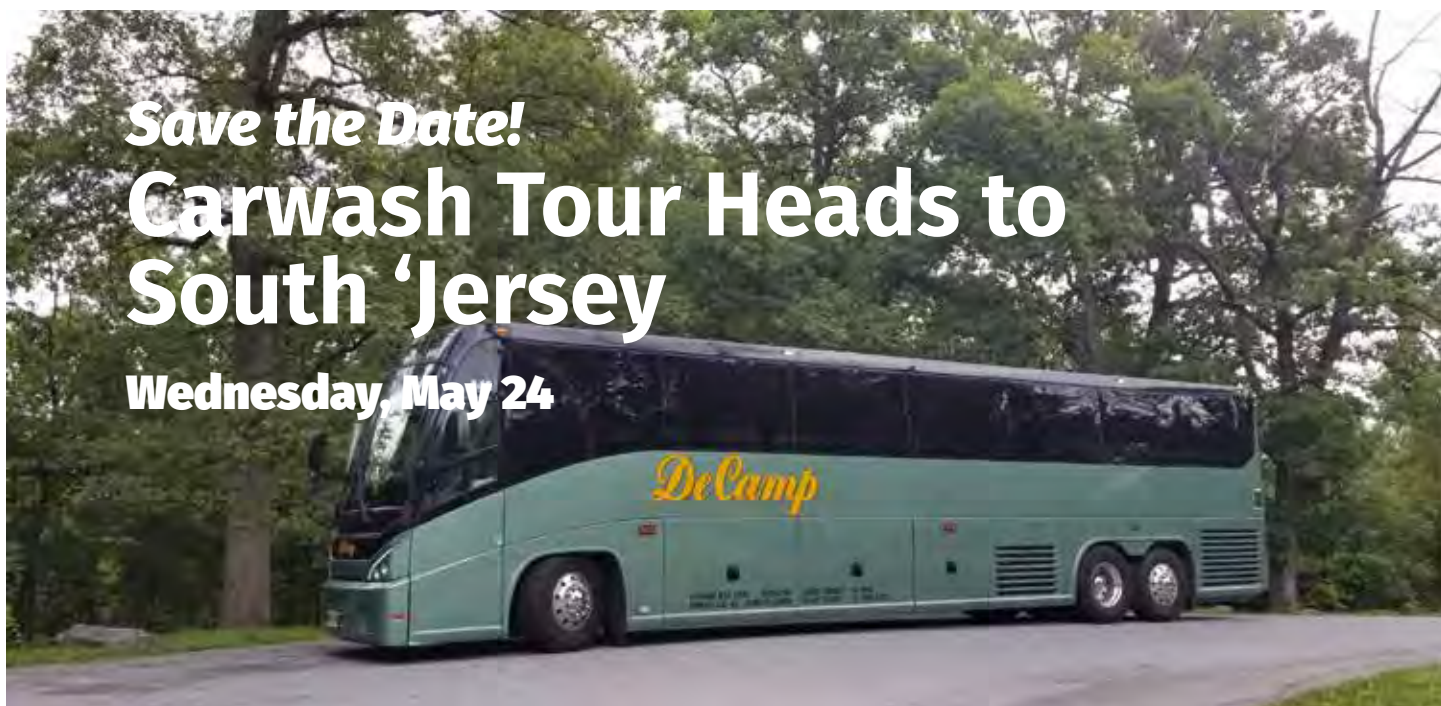 Save the Date!
Carwash Tour Heads to
South ‘Jersey
Wednesday, May 24
DeCamp